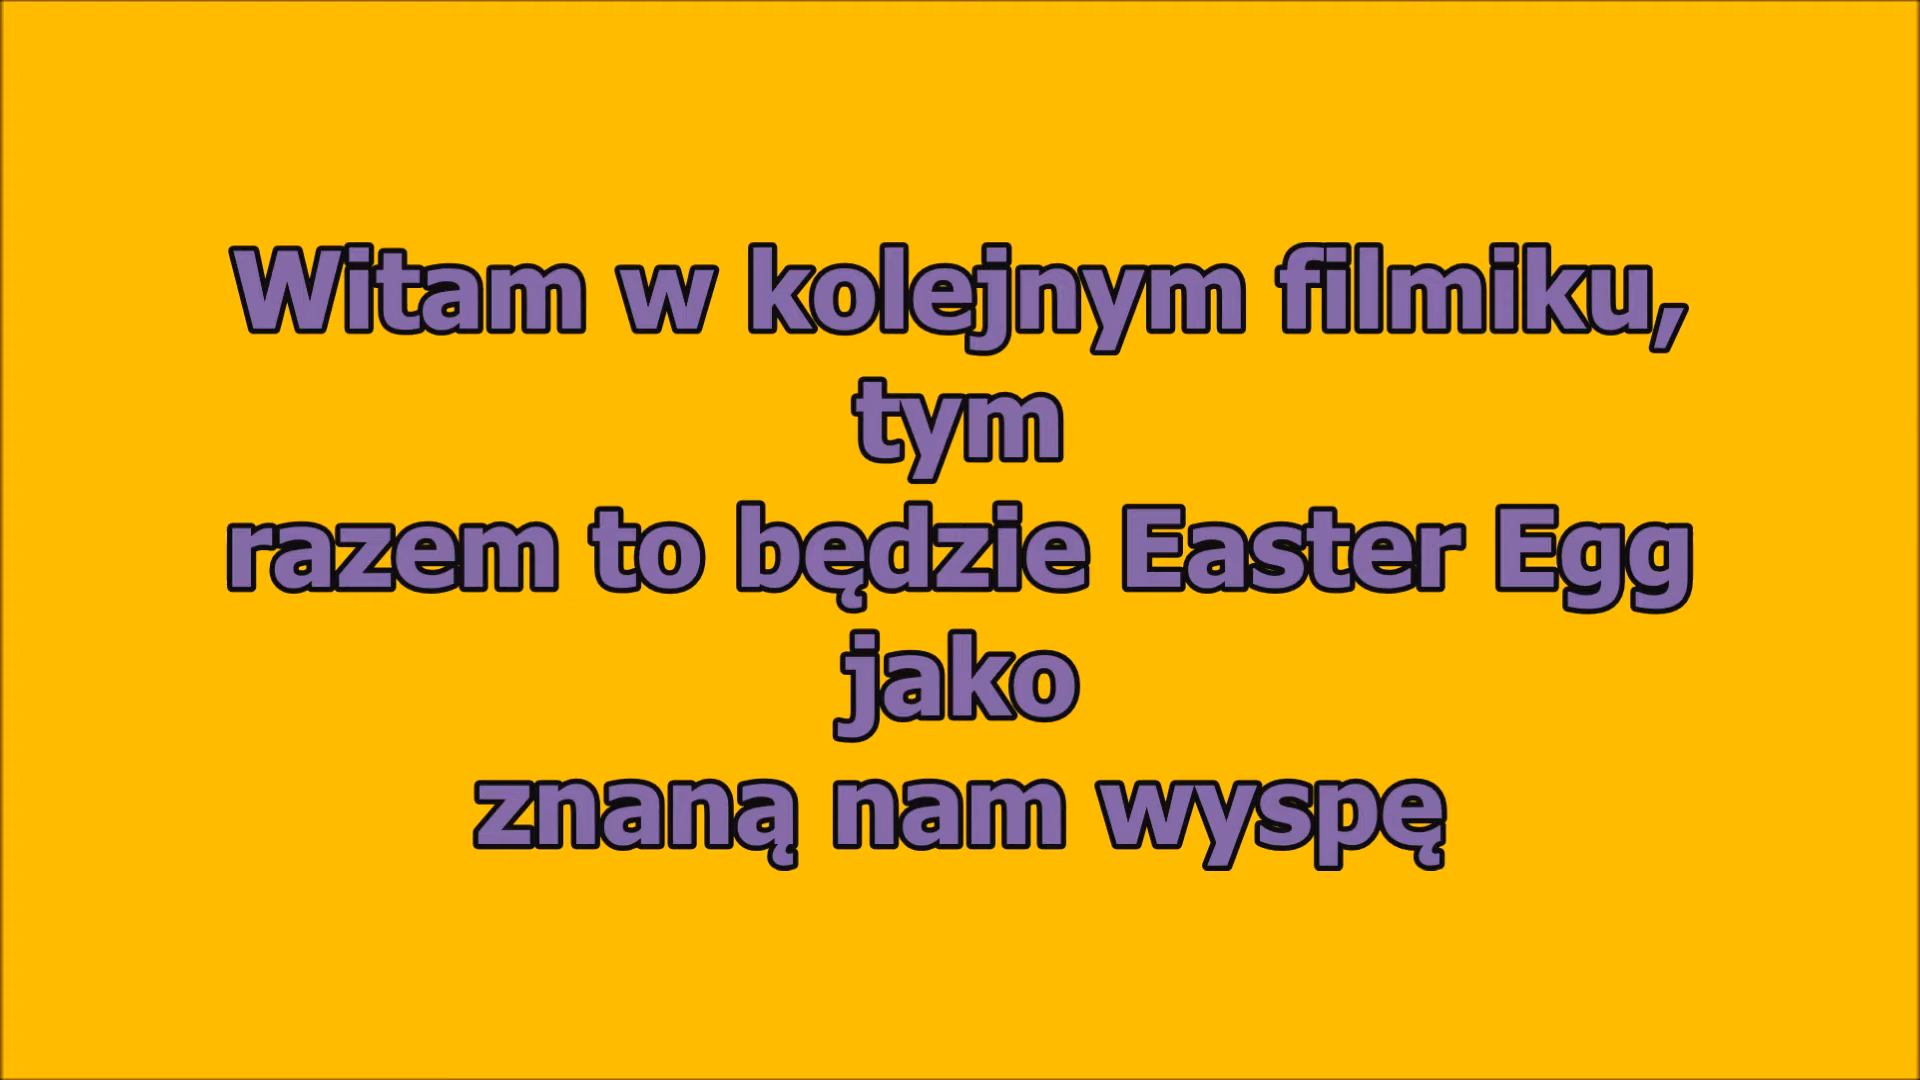 Witam w kolejnym filmiku,
tym
razem to będzie Easter Egg
jako
znaną nam wyspę